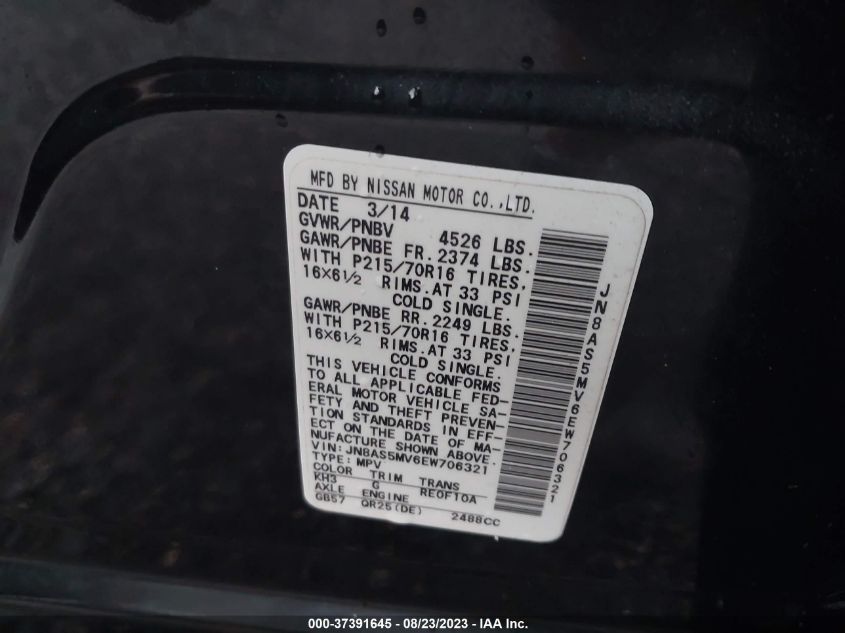 MFD BY NISSAN MOTOR CO.,LTD.
DATE 3/14
GVWR/PNBV 4526 LBS.
GAWR/PNBE FR.2374 LBS.
WITH P215/70R16 TIRES,
16×6½ RIMS.AT 33 PSI
COLD SINGLE.
GAWR/PNBE RR.2249 LBS.
WITH P215/70R16 TIRES,
16×6½ RIMS.AT 33 PSI
COLD SINGLE.
THIS VEHICLE CONFORMS
TO ALL APPLICABLE FED-
ERAL MOTOR VEHICLE SA-
FETY AND THEFT PREVEN-
TION STANDARDS IN EFF-
ECT ON THE DATE OF MA-
NUFACTURE SHOWN ABOVE.
VIN: JN8AS5MV6EW706321
TYPE: MPV
COLOR TRIM TRANS
KH3 G RE0F10A
AXLE ENGINE
GB57 QR25(DE) 2488CC
JN8AS5MV6EW706321
000-37391645 - 08/23/2023 - IAA Inc.